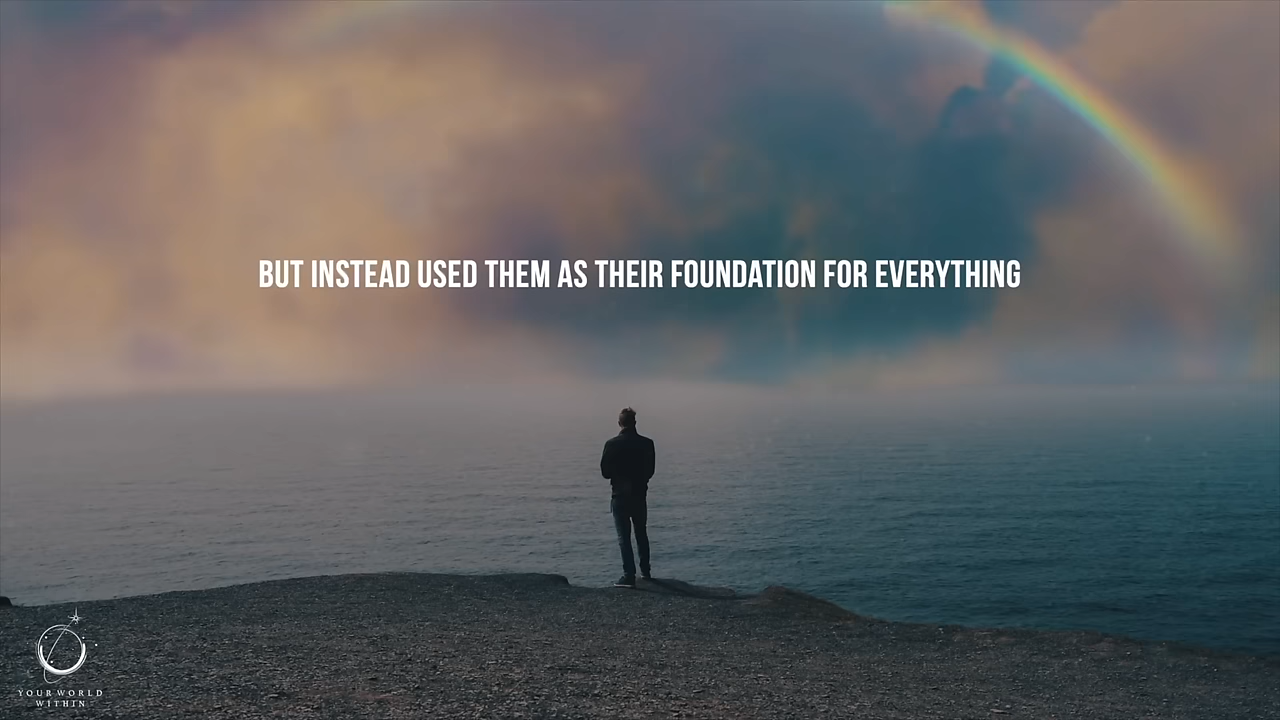 BUT INSTEAD USED THEM AS THEIR FOUNDATION FOR EVERYTHING
YOUR WORLD
WITHIN